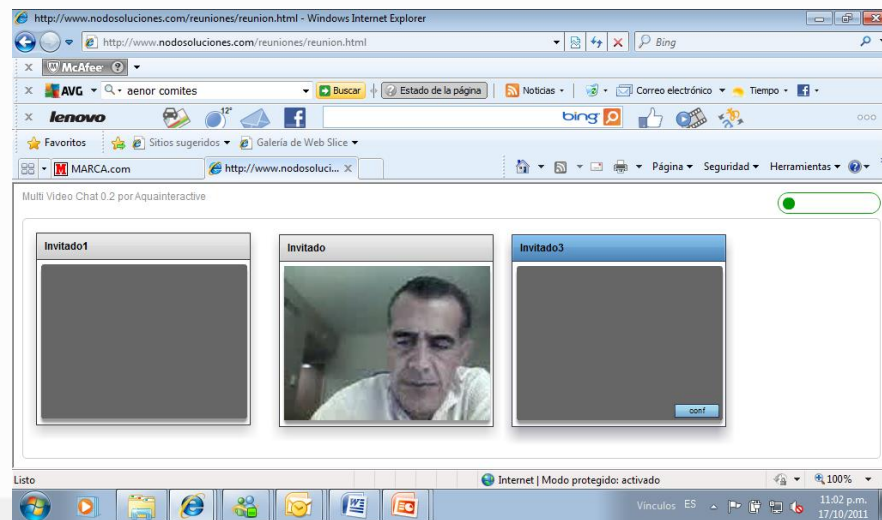 http://www.nodosoluciones.com/reuniones/reunion.html - Windows Internet Explorer
http://www.nodosoluciones.com/reuniones/reunion.html Bing
McAfee
AVG aenor comites Buscar Estado de la página Noticias Correo electrónico Tiempo
lenovo 12° bing
Favoritos Sitios sugeridos Galería de Web Slice
MARCA.com http://www.nodosoluci... Página Seguridad Herramientas
Multi Video Chat 0.2 por Aquainteractive
Invitado1 Invitado Invitado3
conf
Listo Internet | Modo protegido: activado 100%
Vínculos ES 11:02 p.m.
17/10/2011